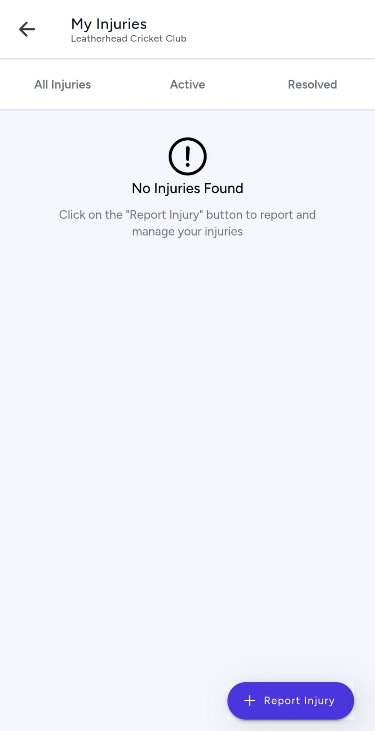 My Injuries
Leatherhead Cricket Club
All Injuries
Active
Resolved
No Injuries Found
Click on the "Report Injury" button to report and
manage your injuries
Report Injury